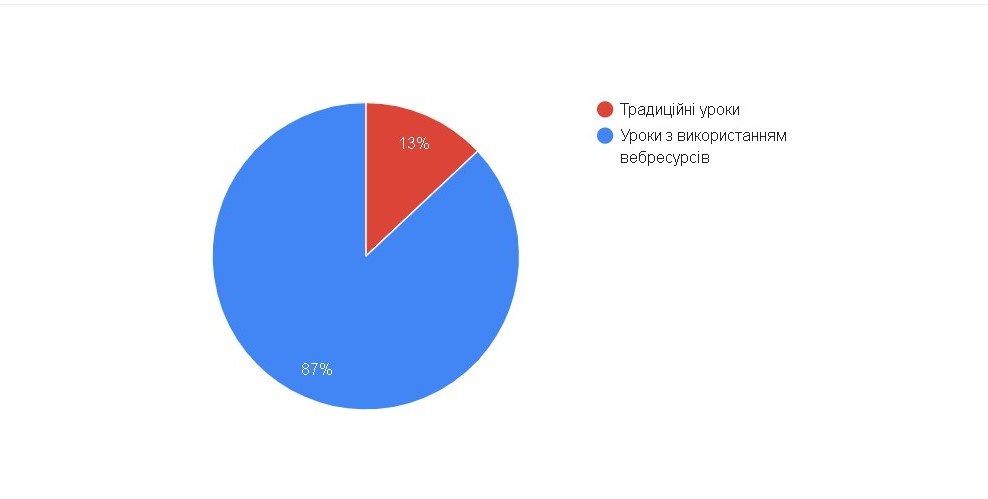 Традиційні уроки
13%
Уроки з використанням
вебресурсів
87%